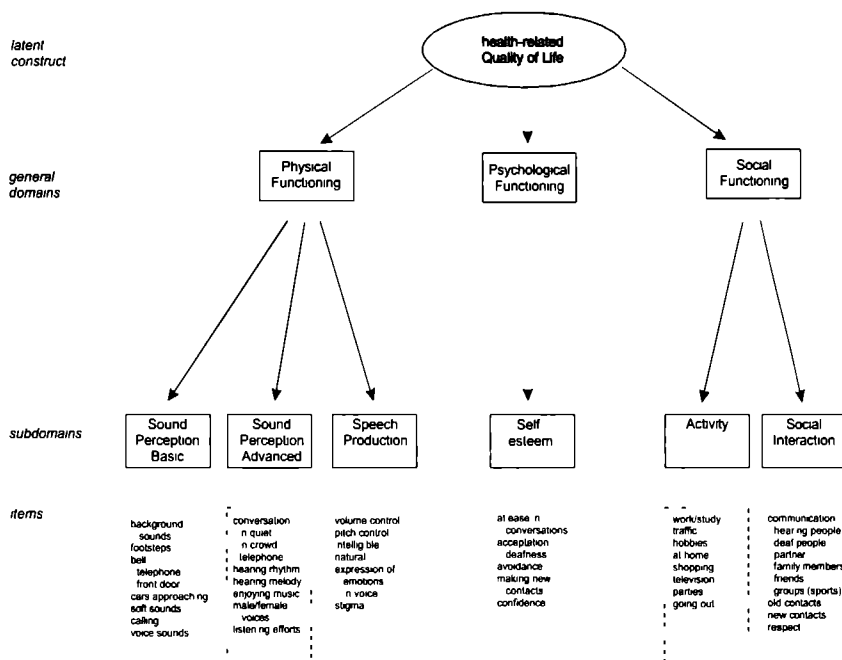 latent
construct
health-related
Quality of Life
general
domains
Physical
Functioning
Psychological
Functioning
Social
Functioning
subdomains
Sound
Perception
Basic
Sound
Perception
Advanced
Speech
Production
Self
esteem
Activity
Social
Interaction
items
background
sounds
footsteps
bell
telephone
front door
cars approaching
soft sounds
calling
voice sounds
conversation
n quiet
n crowd
telephone
hearing rhythm
hearing melody
enjoying music
male/female
voices
listening efforts
volume control
pitch control
intelligible
natural
expression of
emotions
n voice
stigma
at ease n
conversations
acceptation
deafness
avoidance
making new
contacts
confidence
work/study
traffic
hobbies
at home
shopping
television
parties
going out
communication
hearing people
deaf people
partner
family members
friends
groups (sports)
old contacts
new contacts
respect